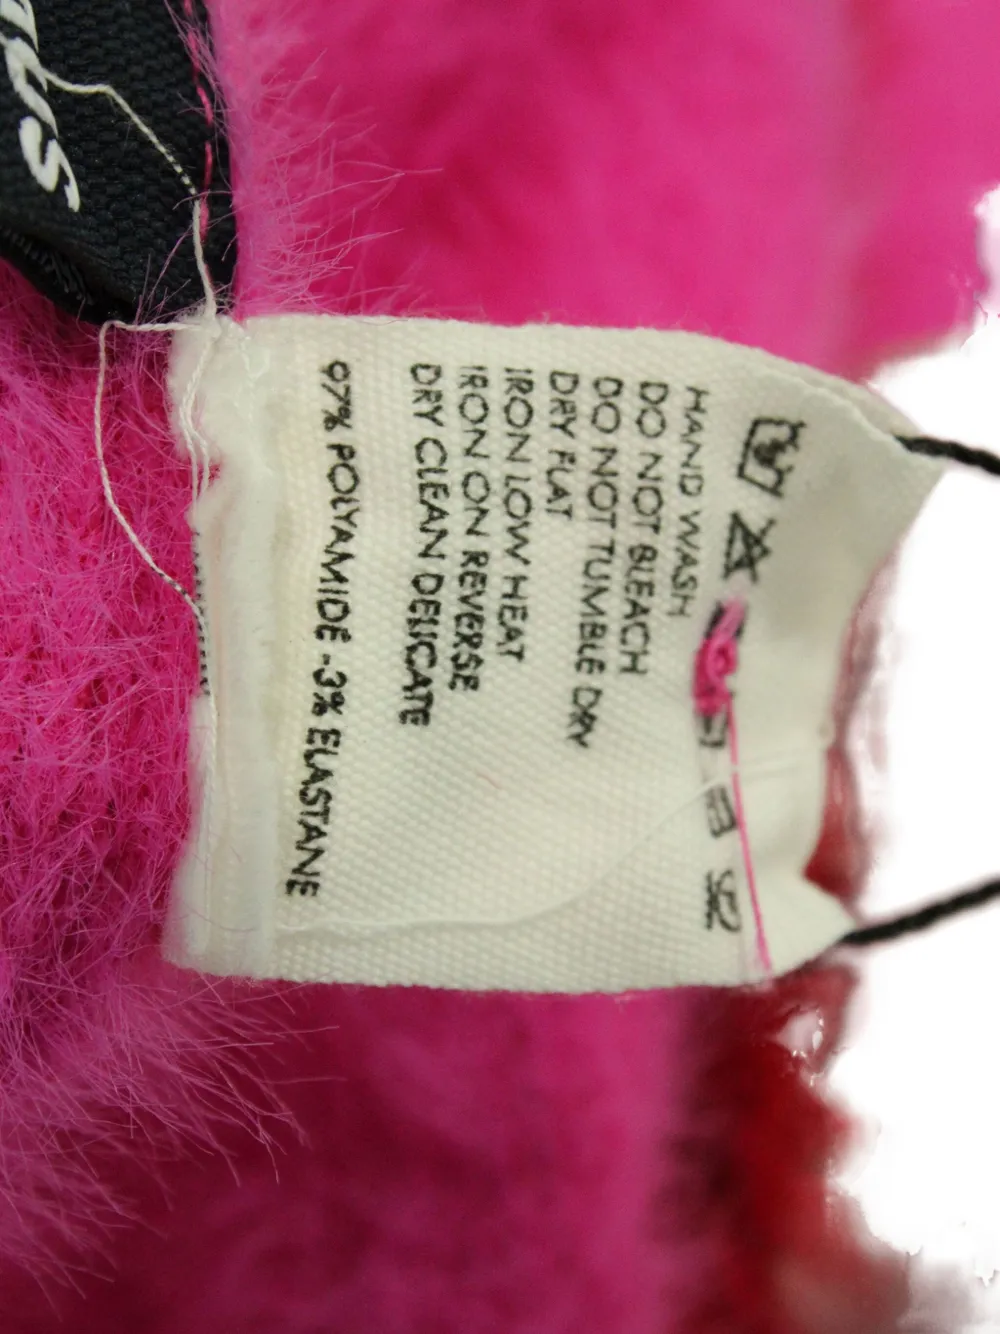 HAND WASH
DO NOT BLEACH
DO NOT TUMBLE DRY
DRY FLAT
IRON LOW HEAT
IRON ON REVERSE
DRY CLEAN DELICATE
97% POLYAMIDE -3% ELASTANE